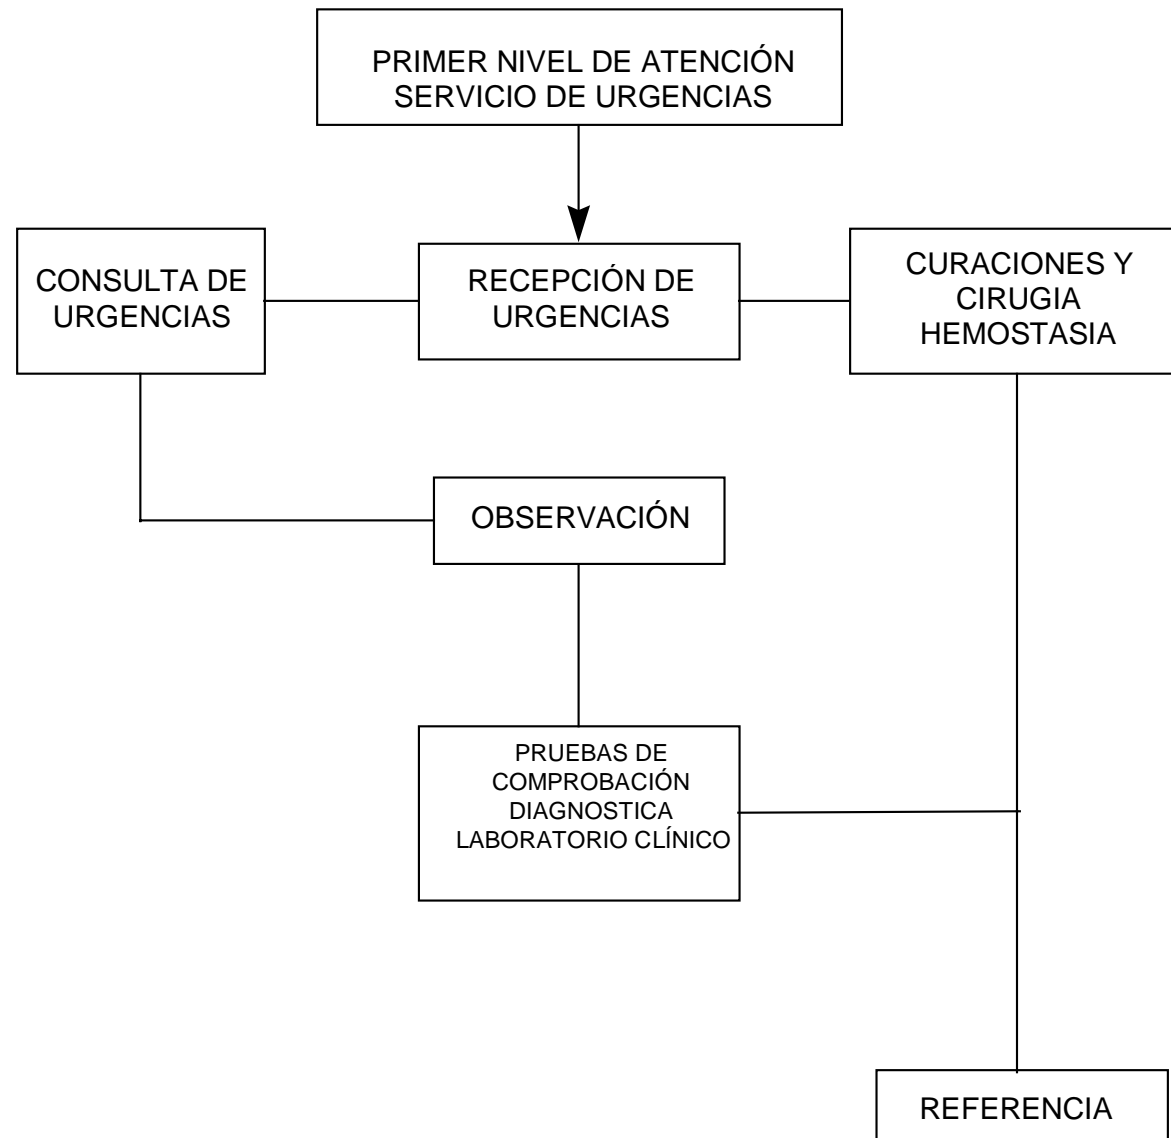 PRIMER NIVEL DE ATENCIÓN
SERVICIO DE URGENCIAS
CONSULTA DE
URGENCIAS
RECEPCIÓN DE
URGENCIAS
CURACIONES Y
CIRUGIA
HEMOSTASIA
OBSERVACIÓN
PRUEBAS DE
COMPROBACIÓN
DIAGNOSTICA
LABORATORIO CLÍNICO
REFERENCIA